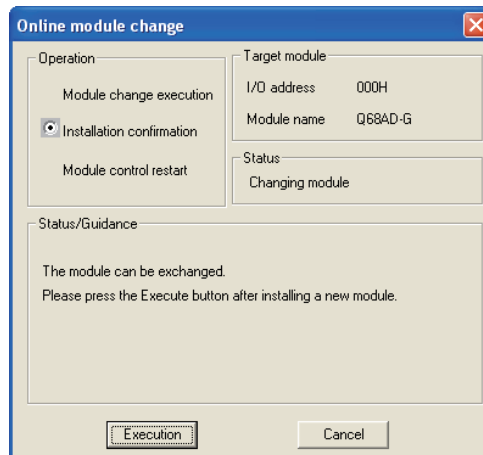 Online module change
Operation
Module change execution
Installation confirmation
Module control restart
Target module
I/O address 000H
Module name Q68AD-G
Status
Changing module
Status/Guidance
The module can be exchanged.
Please press the Execute button after installing a new module.
Execution Cancel